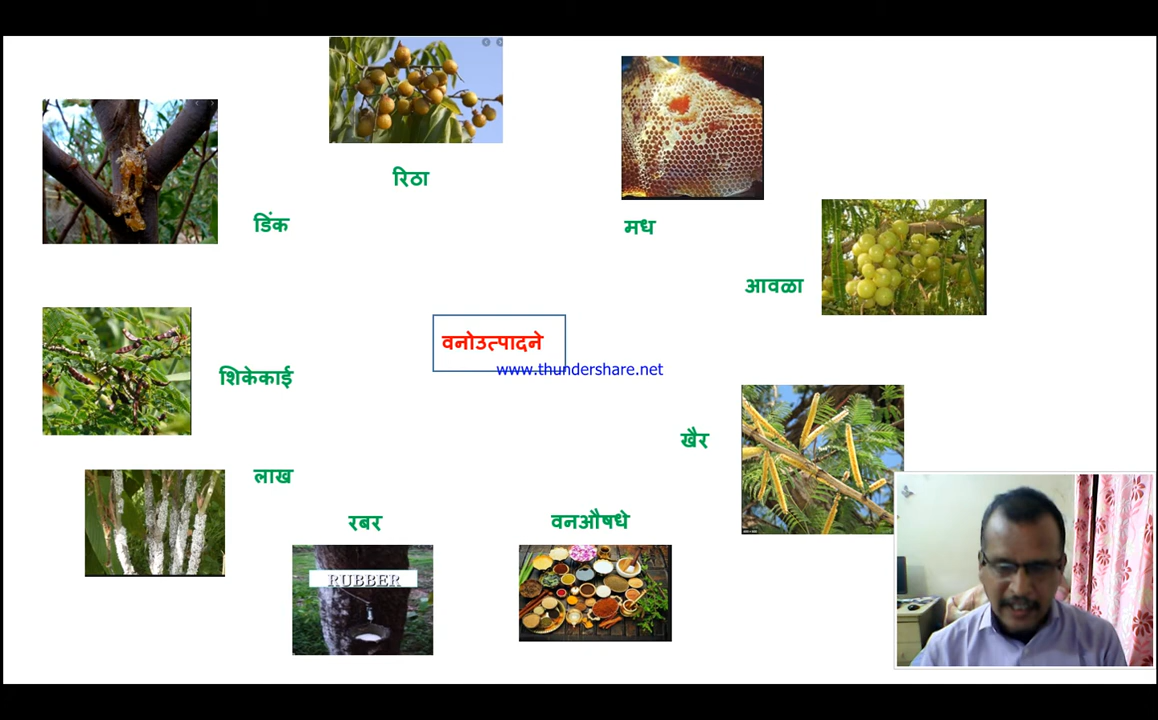 रिठा
डिंक
मध
आवळा
वनोउत्पादने
www.thundershare.net
शिकेकाई
खैर
लाख
रबर
वनऔषधे
RUBBER